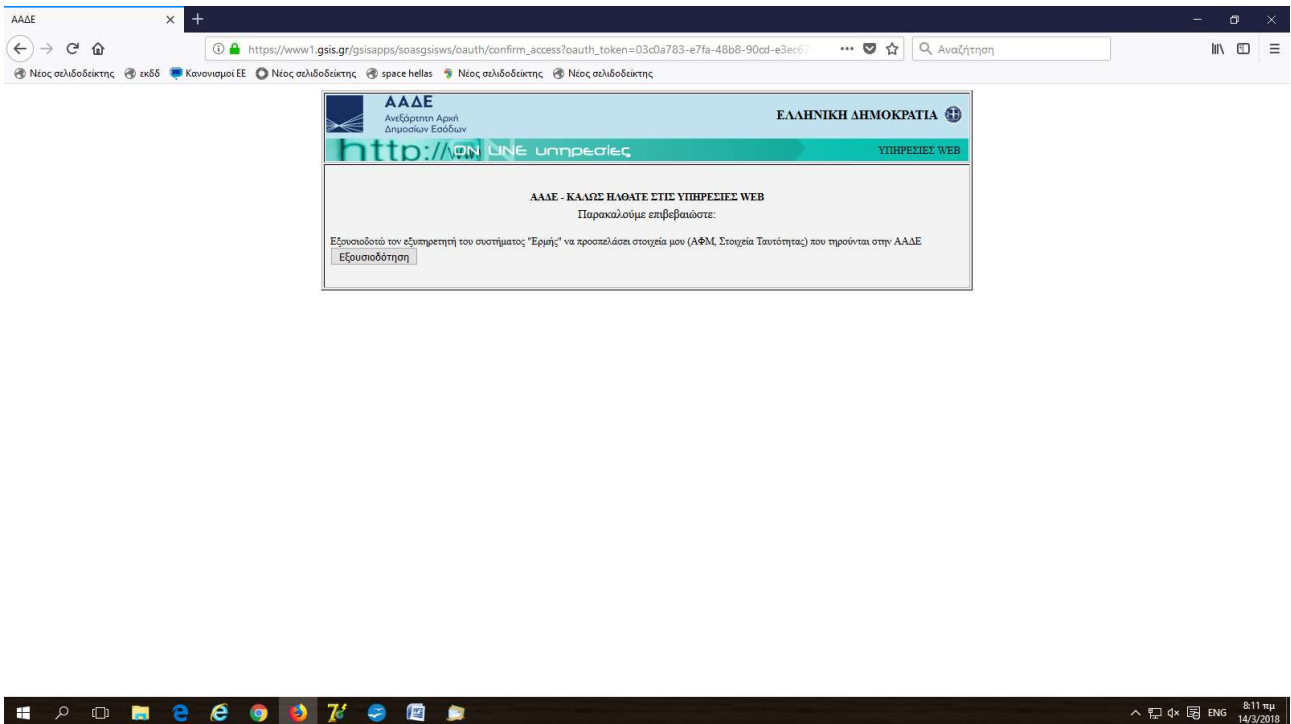 ΑΑΔΕ
https://www1.gsis.gr/gsisapps/soasgsisws/oauth/confirm_access?oauth_token=03c0a783-e7fa-48b8-90cd-e3ec67
Αναζήτηση
Νέος σελιδοδείκτης εκδδ Κανονισμοί ΕΕ Νέος σελιδοδείκτης space hellas Νέος σελιδοδείκτης Νέος σελιδοδείκτης
ΑΑΔΕ
Ανεξάρτητη Αρχή
Δημοσίων Εσόδων
ΕΛΛΗΝΙΚΗ ΔΗΜΟΚΡΑΤΙΑ
http:// ON LINE υπηρεσίες
ΥΠΗΡΕΣΙΕΣ WEB
ΑΑΔΕ - ΚΑΛΩΣ ΗΛΘΑΤΕ ΣΤΙΣ ΥΠΗΡΕΣΙΕΣ WEB
Παρακαλούμε επιβεβαιώστε:
Εξουσιοδοτώ τον εξυπηρετητή του συστήματος "Ερμής" να προσπελάσει στοιχεία μου (ΑΦΜ, Στοιχεία Ταυτότητας) που τηρούνται στην ΑΑΔΕ
Εξουσιοδότηση
ENG
8:11 πμ
14/3/2018